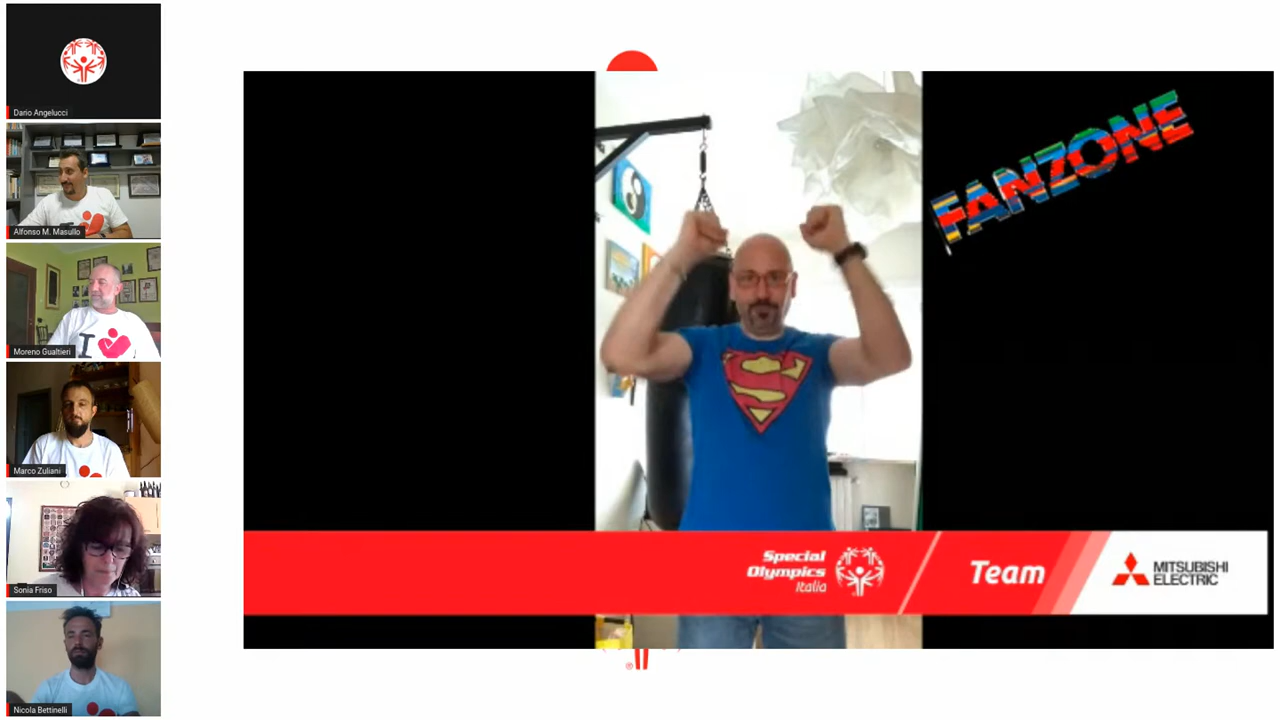 Dario Angelucci
Alfonso M. Masullo
Moreno Gualtieri
I
Marco Zuliani
Sonia Friso
Nicola Bettinelli
FANZONE
S
Special
Olympics
Italia
Team
MITSUBISHI
ELECTRIC